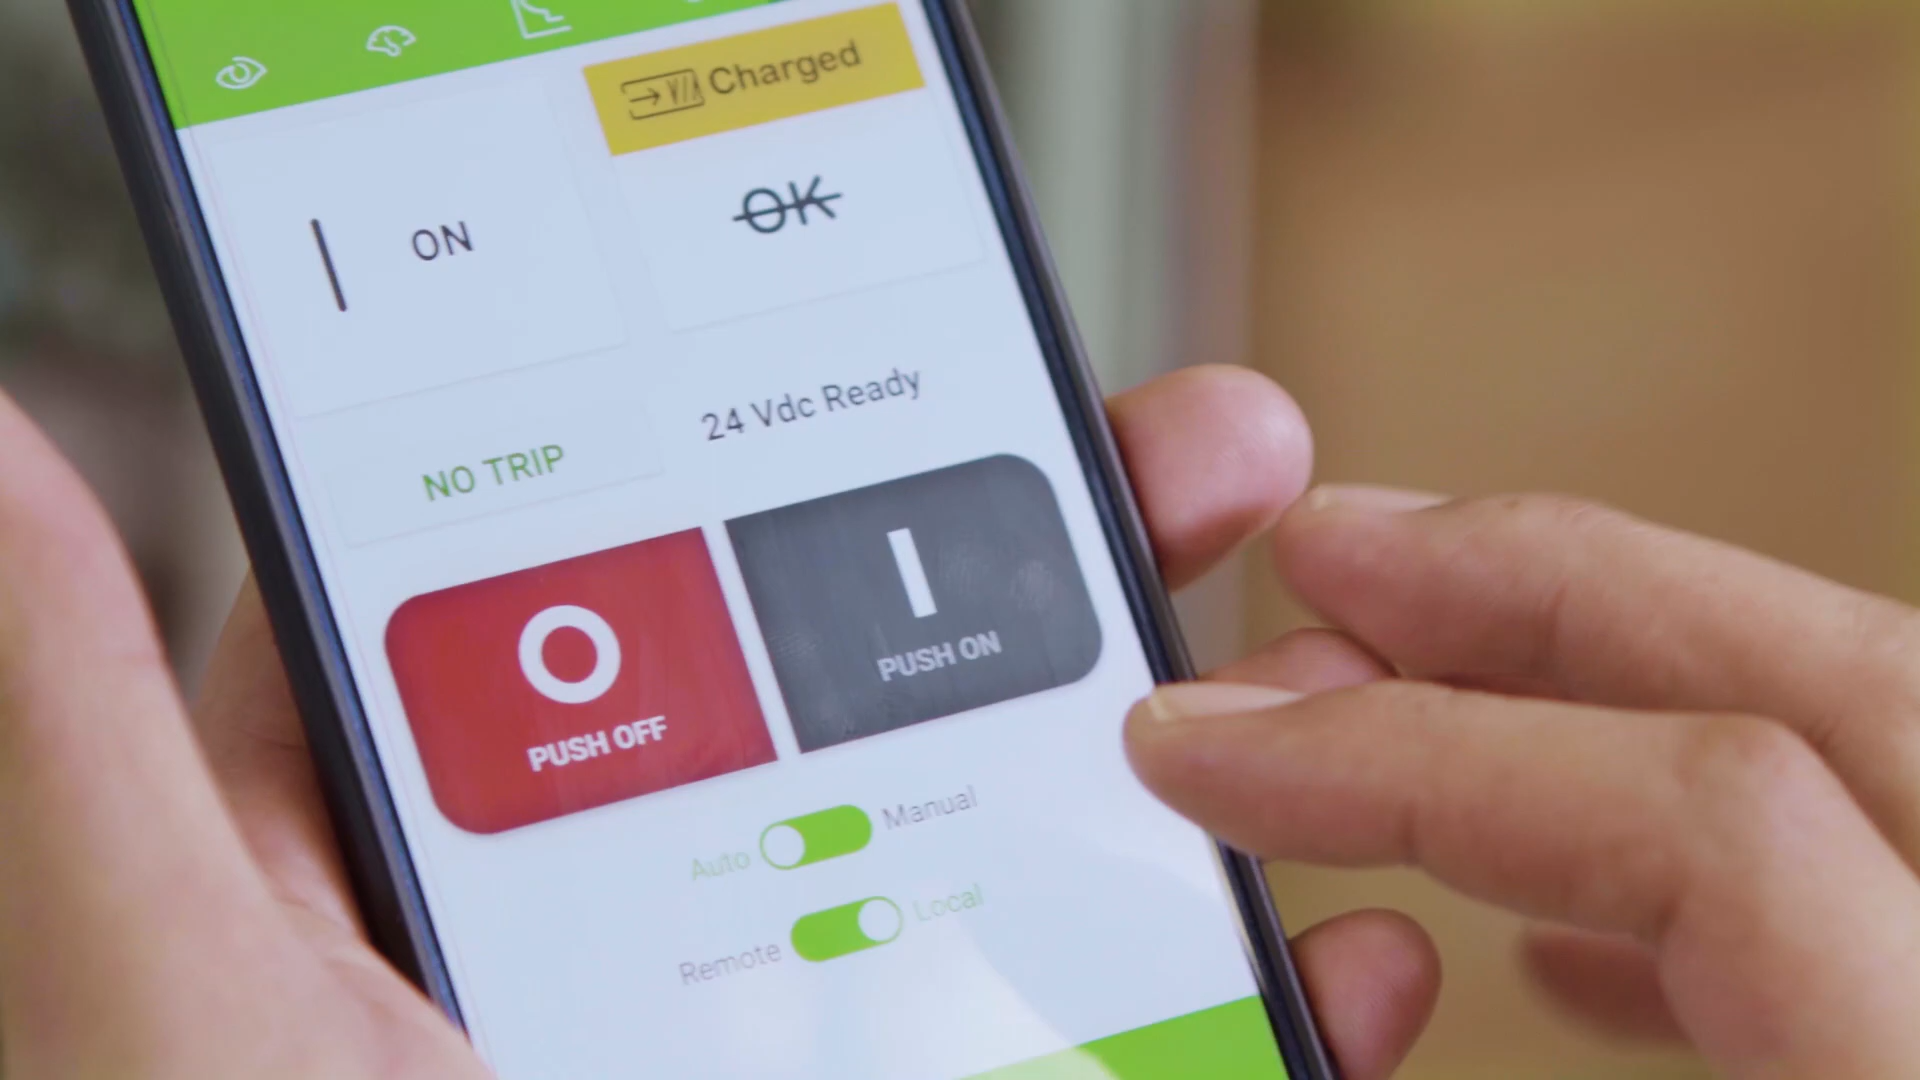 Charged
ON
OK
24 Vdc Ready
NO TRIP
PUSH OFF
PUSH ON
Auto
Manual
Remote
Local